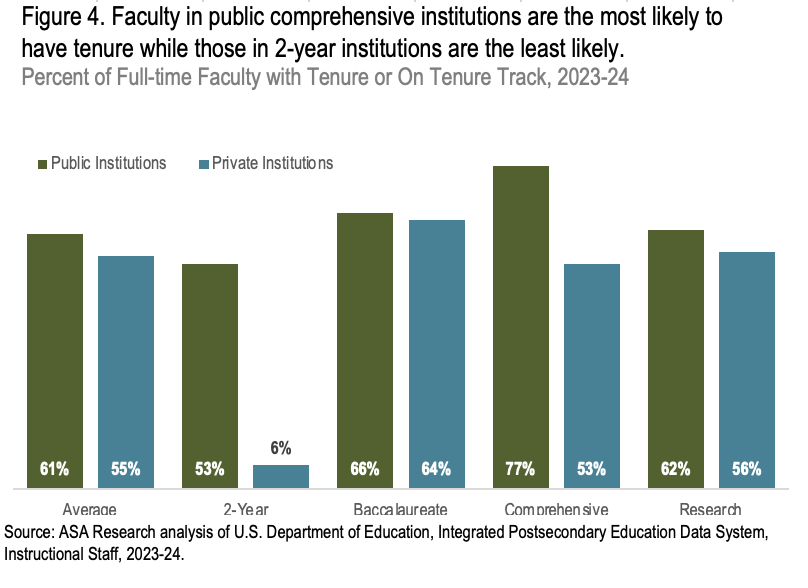 Figure 4. Faculty in public comprehensive institutions are the most likely to
have tenure while those in 2-year institutions are the least likely.
Percent of Full-time Faculty with Tenure or On Tenure Track, 2023-24
Public Institutions Private Institutions
6%
61% 55% 53% 66% 64% 77% 53% 62% 56%
Average 2-Year Baccalaureate Comprehensive Research
Source: ASA Research analysis of U.S. Department of Education, Integrated Postsecondary Education Data System,
Instructional Staff, 2023-24.